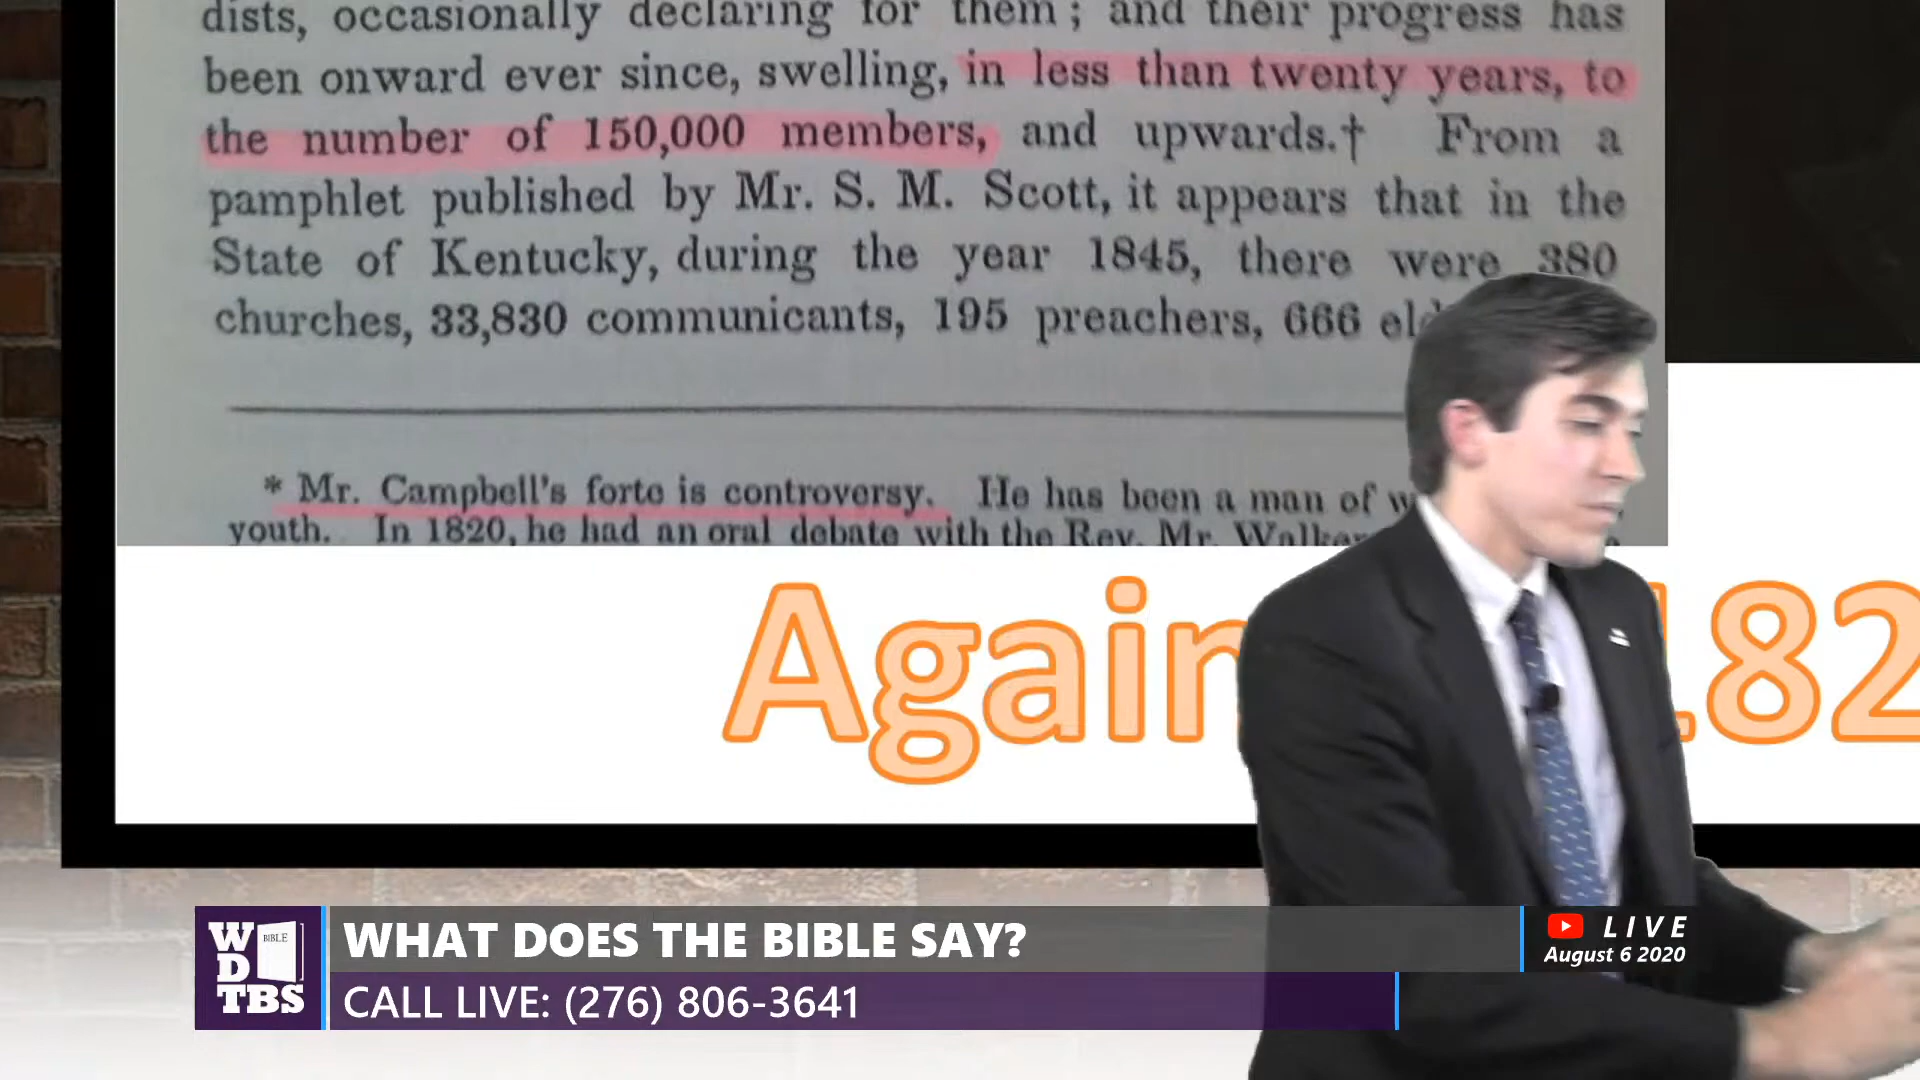 dists, occasionally declaring for them; and their progress has
been onward ever since, swelling, in less than twenty years, to
the number of 150,000 members, and upwards.† From a
pamphlet published by Mr. S. M. Scott, it appears that in the
State of Kentucky, during the year 1845, there were 380
churches, 33,830 communicants, 195 preachers, 666
* Mr. Campbell's forte is controversy. He has been a man of
youth. In 1820, he had an oral debate with the Rev. Mr. Walker
Again 182
WHAT DOES THE BIBLE SAY?
CALL LIVE: (276) 806-3641
W
D
TBS
BIBLE
LIVE
August 6 2020